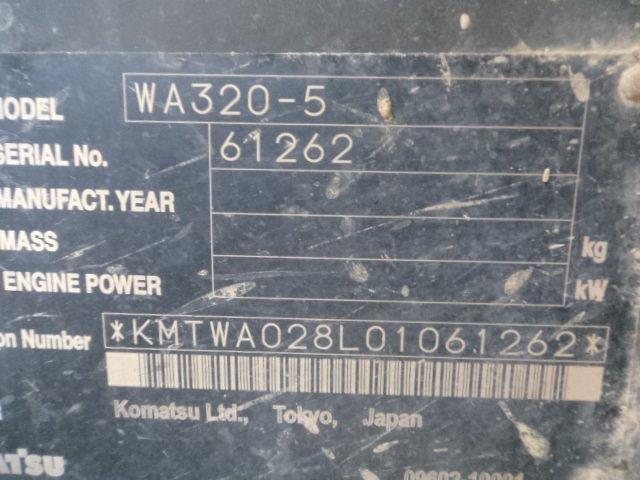 MODEL WA320-5
SERIAL No. 61262
MANUFACT. YEAR
MASS kg
ENGINE POWER kW
on Number *KMTWA028L01061262*
Komatsu Ltd., Tokyo, Japan
ATSU